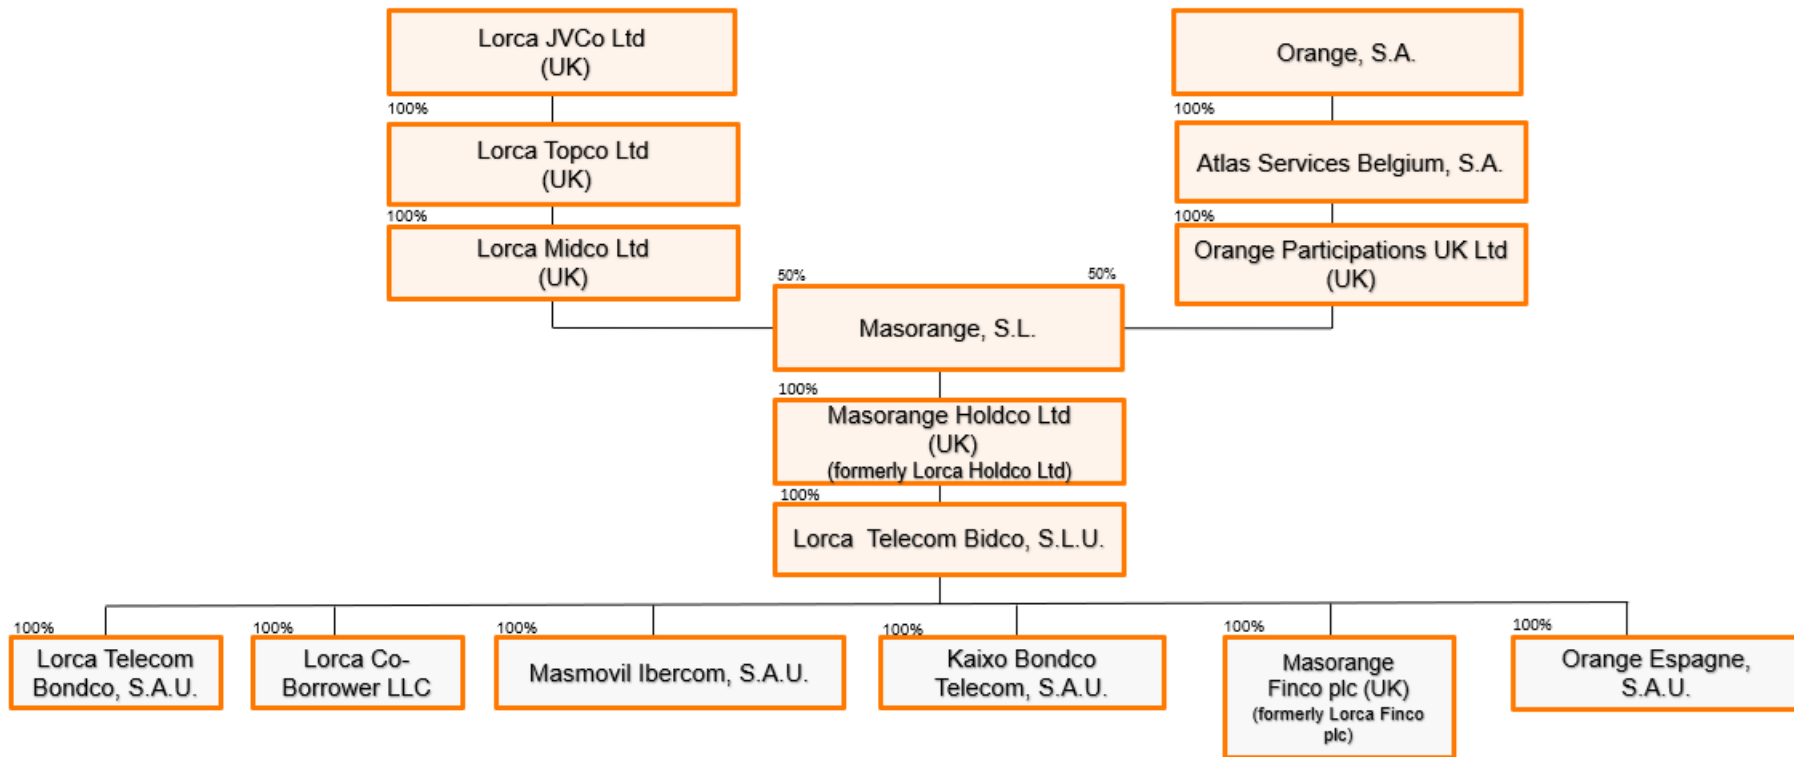 Lorca JVCo Ltd
(UK)
Orange, S.A.
100%
100%
Lorca Topco Ltd
(UK)
Atlas Services Belgium, S.A.
100%
100%
Lorca Midco Ltd
(UK)
Orange Participations UK Ltd
(UK)
50%
50%
Masorange, S.L.
100%
Masorange Holdco Ltd
(UK)
(formerly Lorca Holdco Ltd)
100%
Lorca Telecom Bidco, S.L.U.
100%
Lorca Telecom
Bondco, S.A.U.
100%
Lorca Co-
Borrower LLC
100%
Masmovil Ibercom, S.A.U.
100%
Kaixo Bondco
Telecom, S.A.U.
100%
Masorange
Finco plc (UK)
(formerly Lorca Finco
plc)
100%
Orange Espagne,
S.A.U.